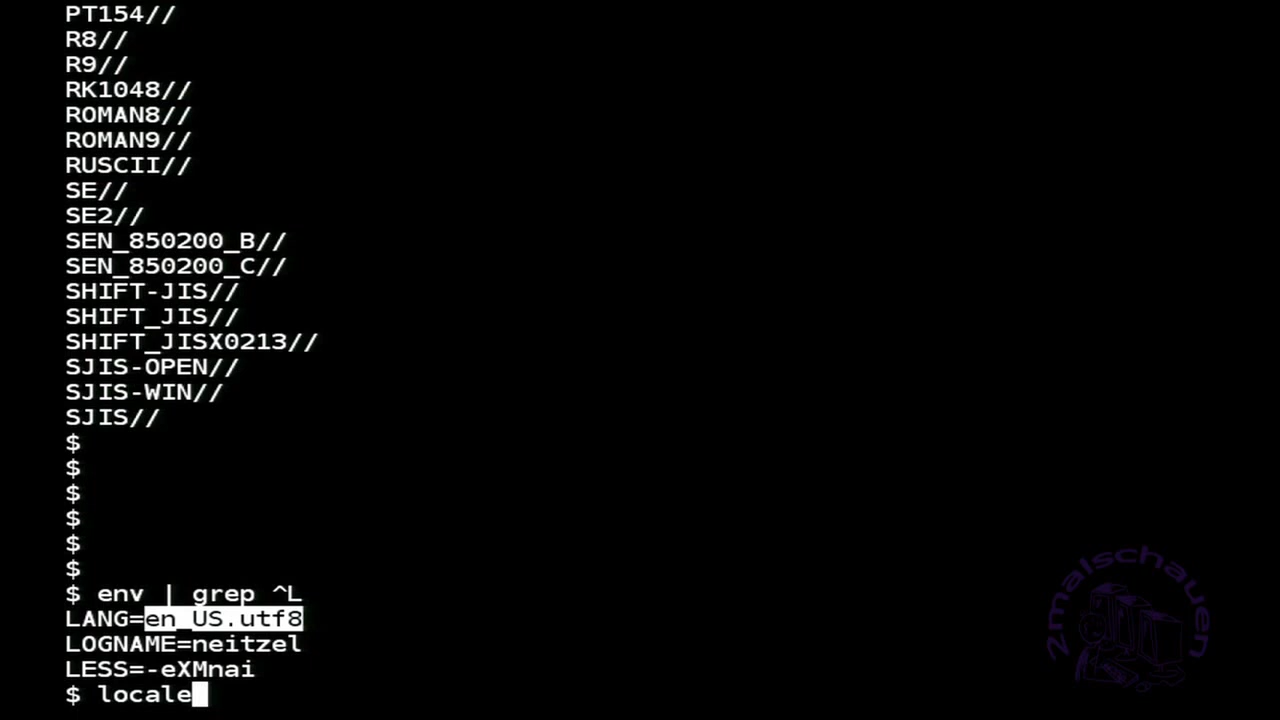 PT154//
R8//
R9//
RK1048//
ROMAN8//
ROMAN9//
RUSCII//
SE//
SE2//
SEN_850200_B//
SEN_850200_C//
SHIFT-JIS//
SHIFT_JIS//
SHIFT_JISX0213//
SJIS-OPEN//
SJIS-WIN//
SJIS//
$
$
$
$
$
$
$ env | grep ^L
LANG=en_US.utf8
LOGNAME=neitzel
LESS=-eXMnai
$ locale
2malschauen